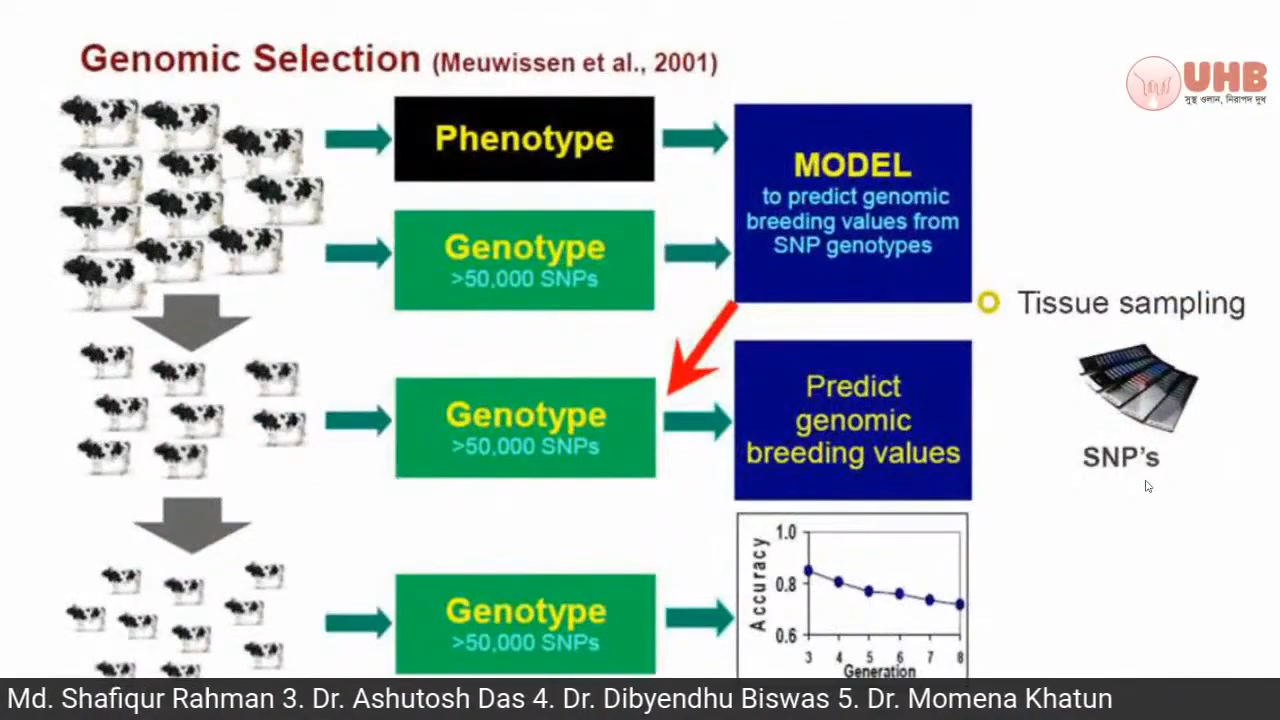 Genomic Selection (Meuwissen et al., 2001)
UHB
সুস্থ ওলান, নিরাপদ দুধ
Phenotype
MODEL
to predict genomic
breeding values from
SNP genotypes
Genotype
>50,000 SNPs
Tissue sampling
Genotype
>50,000 SNPs
Predict
genomic
breeding values
SNP's
Genotype
>50,000 SNPs
Accuracy
1.0
0.8
0.6
3 4 5 6 7 8
Generation
Md. Shafiqur Rahman 3. Dr. Ashutosh Das 4. Dr. Dibyendhu Biswas 5. Dr. Momena Khatun